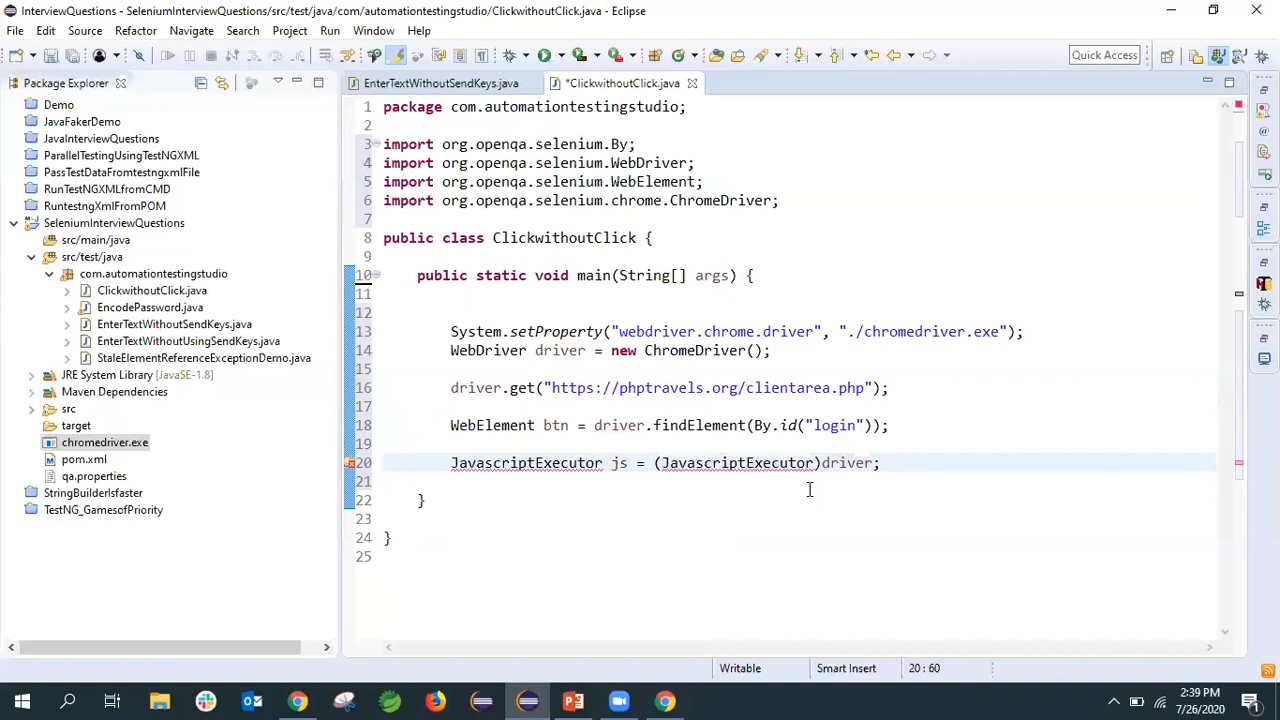 InterviewQuestions - SeleniumInterviewQuestions/src/test/java/com/automationtestingstudio/ClickwithoutClick.java - Eclipse
File Edit Source Refactor Navigate Search Project Run Window Help
Quick Access
Package Explorer
EnterTextWithoutSendKeys.java
*ClickwithoutClick.java
Demo
JavaFakerDemo
JavaInterviewQuestions
ParallelTestingUsingTestNGXML
PassTestDataFromtestngxmlFile
RunTestNGXMLfromCMD
RuntestngXmlFromPOM
SeleniumInterviewQuestions
src/main/java
src/test/java
com.automationtestingstudio
ClickwithoutClick.java
EncodePassword.java
EnterTextWithoutSendKeys.java
EnterTextWithoutUsingSendKeys.java
StaleElementReferenceExceptionDemo.java
JRE System Library [JavaSE-1.8]
Maven Dependencies
src
target
chromedriver.exe
pom.xml
qa.properties
StringBuilderIsfaster
TestNG_GamesofPriority
1 package com.automationtestingstudio;
2
3 import org.openqa.selenium.By;
4 import org.openqa.selenium.WebDriver;
5 import org.openqa.selenium.WebElement;
6 import org.openqa.selenium.chrome.ChromeDriver;
7
8 public class ClickwithoutClick {
9
10 public static void main(String[] args) {
11
12
13 System.setProperty("webdriver.chrome.driver", "./chromedriver.exe");
14 WebDriver driver = new ChromeDriver();
15
16 driver.get("https://phptravels.org/clientarea.php");
17
18 WebElement btn = driver.findElement(By.id("login"));
19
20 JavascriptExecutor js = (JavascriptExecutor)driver;
21
22 }
23
24 }
25
Writable Smart Insert 20 : 60
2:39 PM
7/26/2020